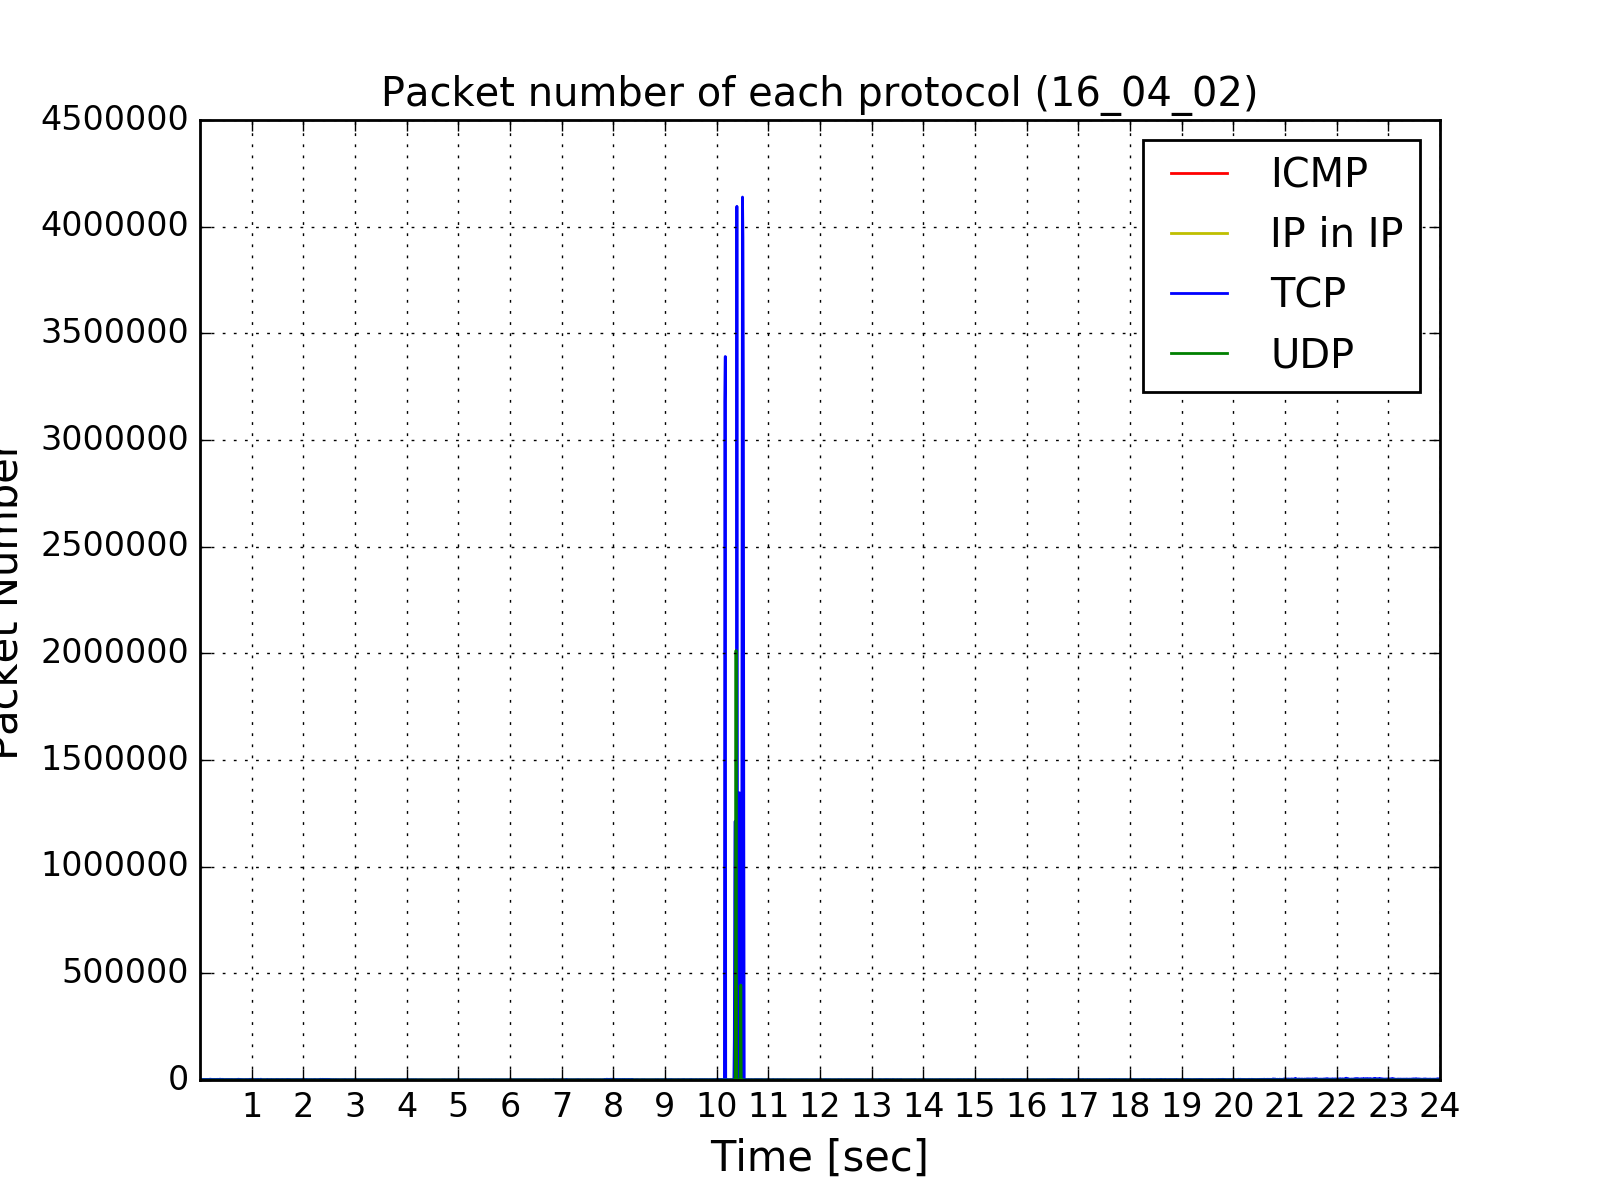 Packet number of each protocol (16_04_02)
4500000
4000000
3500000
3000000
2500000
2000000
1500000
1000000
500000
0
Packet Number
ICMP
IP in IP
TCP
UDP
1 2 3 4 5 6 7 8 9 10 11 12 13 14 15 16 17 18 19 20 21 22 23 24
Time [sec]